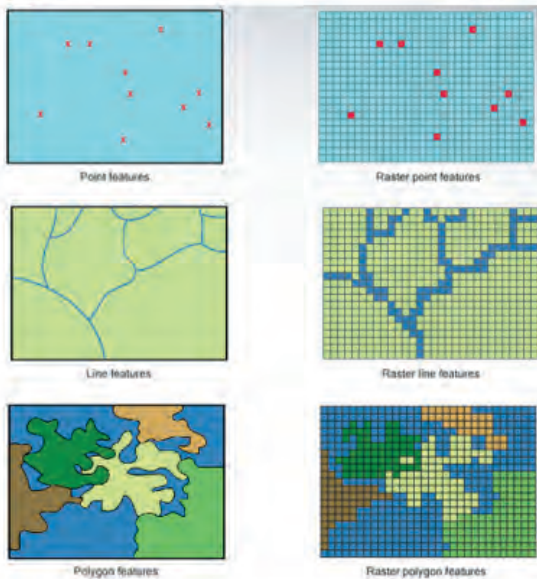 Point features
Raster point features
Line features
Raster line features
Polygon features
Raster polygon features